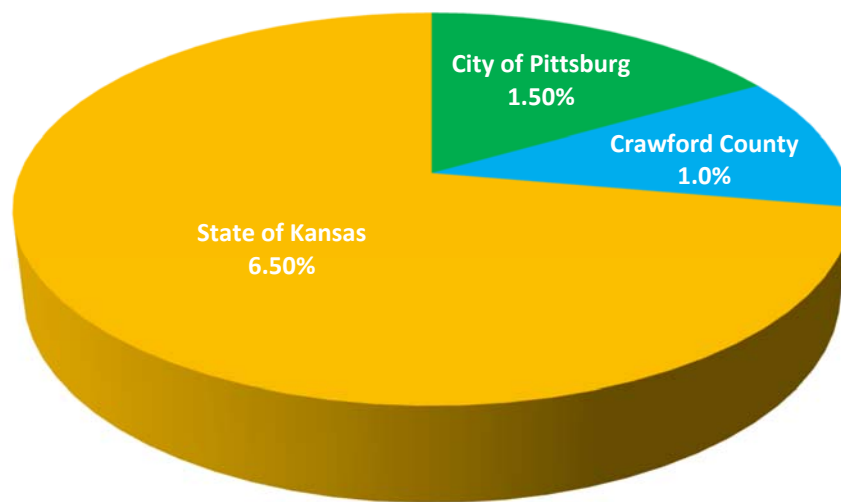 City of Pittsburg
1.50%
Crawford County
1.0%
State of Kansas
6.50%